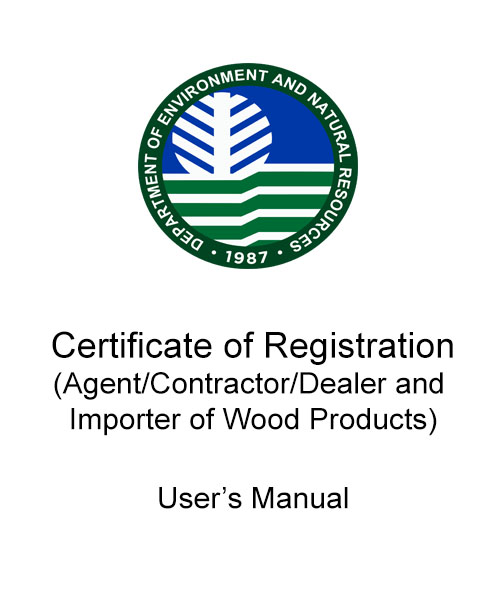 DEPARTMENT OF ENVIRONMENT AND NATURAL RESOURCES
• 1987 •
Certificate of Registration
(Agent/Contractor/Dealer and
Importer of Wood Products)
User’s Manual